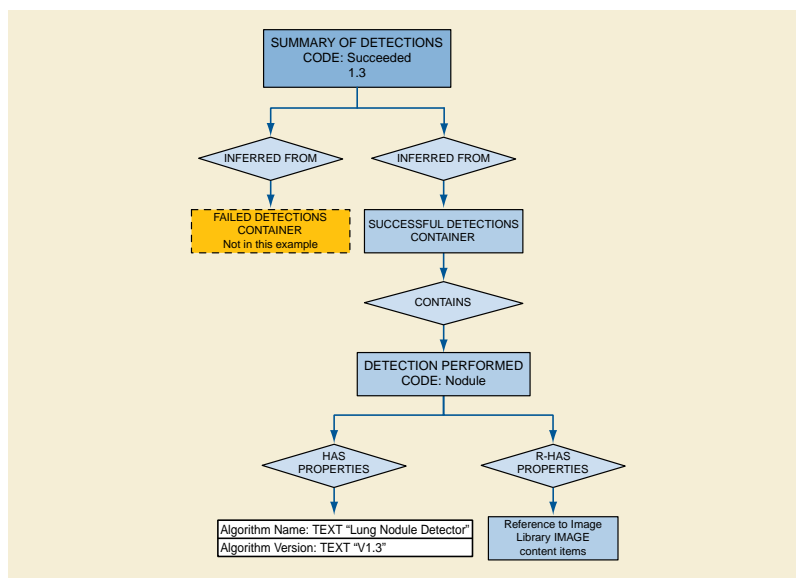 SUMMARY OF DETECTIONS
CODE: Succeeded
1.3
INFERRED FROM
INFERRED FROM
FAILED DETECTIONS
CONTAINER
Not in this example
SUCCESSFUL DETECTIONS
CONTAINER
CONTAINS
DETECTION PERFORMED
CODE: Nodule
HAS
PROPERTIES
R-HAS
PROPERTIES
Algorithm Name: TEXT “Lung Nodule Detector”
Algorithm Version: TEXT “V1.3”
Reference to Image
Library IMAGE
content items